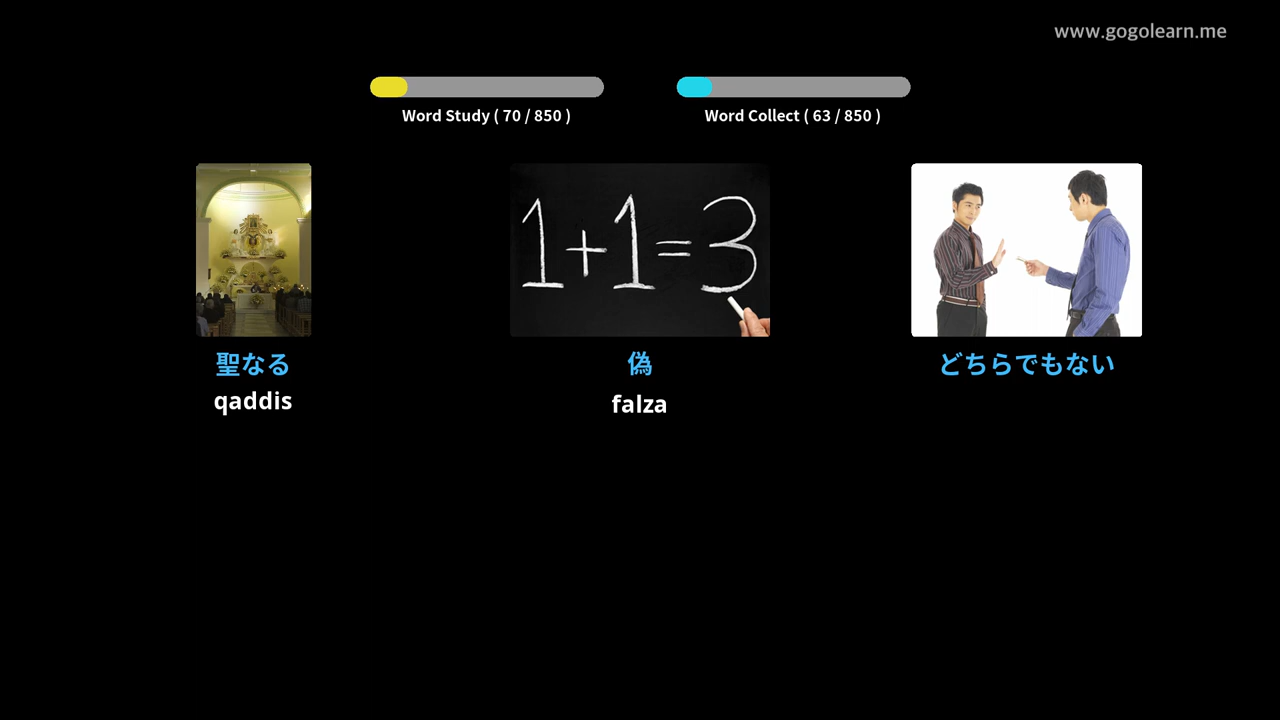 www.gogolearn.me
Word Study ( 70 / 850 )
Word Collect ( 63 / 850 )
1+1=3
聖なる
qaddis
偽
falza
どちらでもない